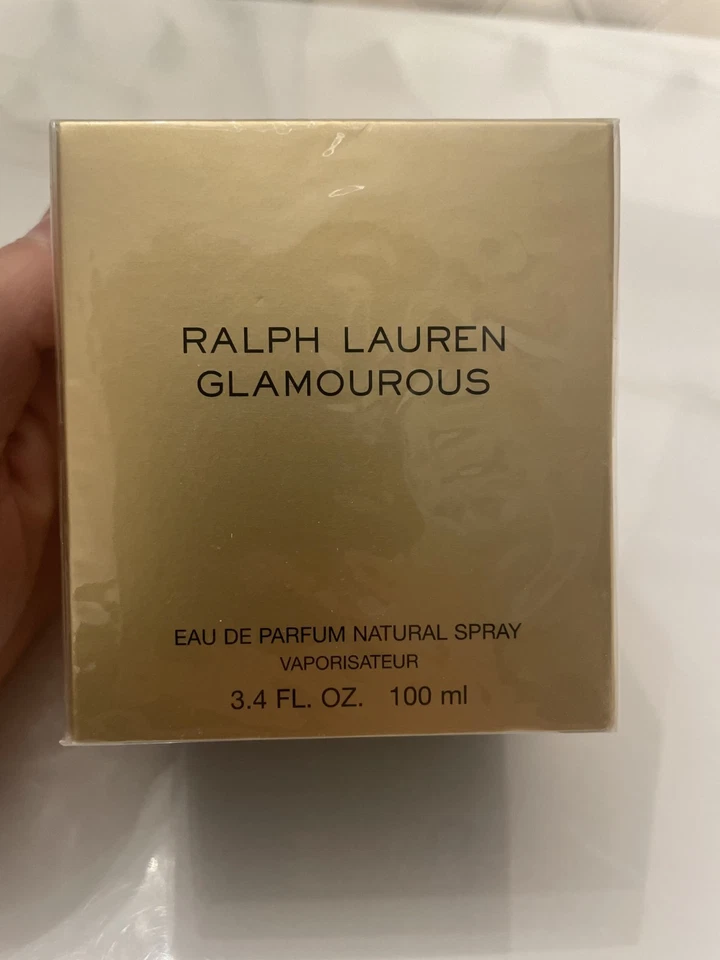 RALPH LAUREN
GLAMOUROUS
EAU DE PARFUM NATURAL SPRAY
VAPORISATEUR
3.4 FL. OZ. 100 ml